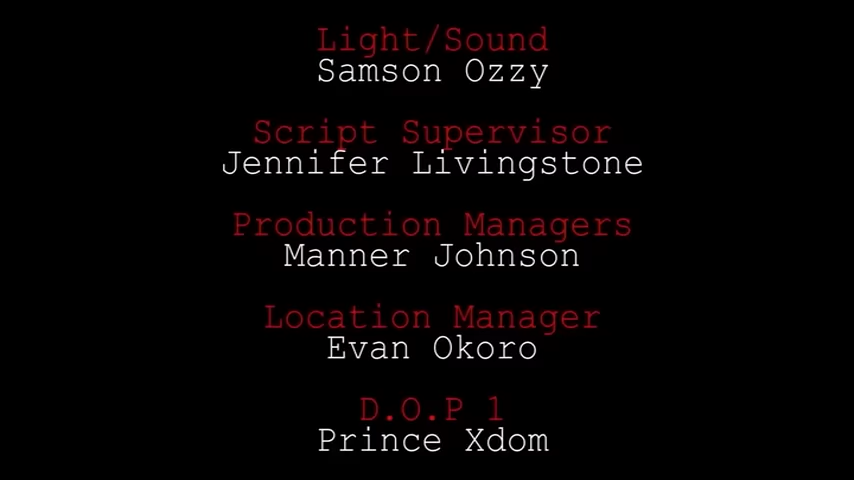 Light/Sound
Samson Ozzy
Script Supervisor
Jennifer Livingstone
Production Managers
Manner Johnson
Location Manager
Evan Okoro
D.O.P 1
Prince Xdom